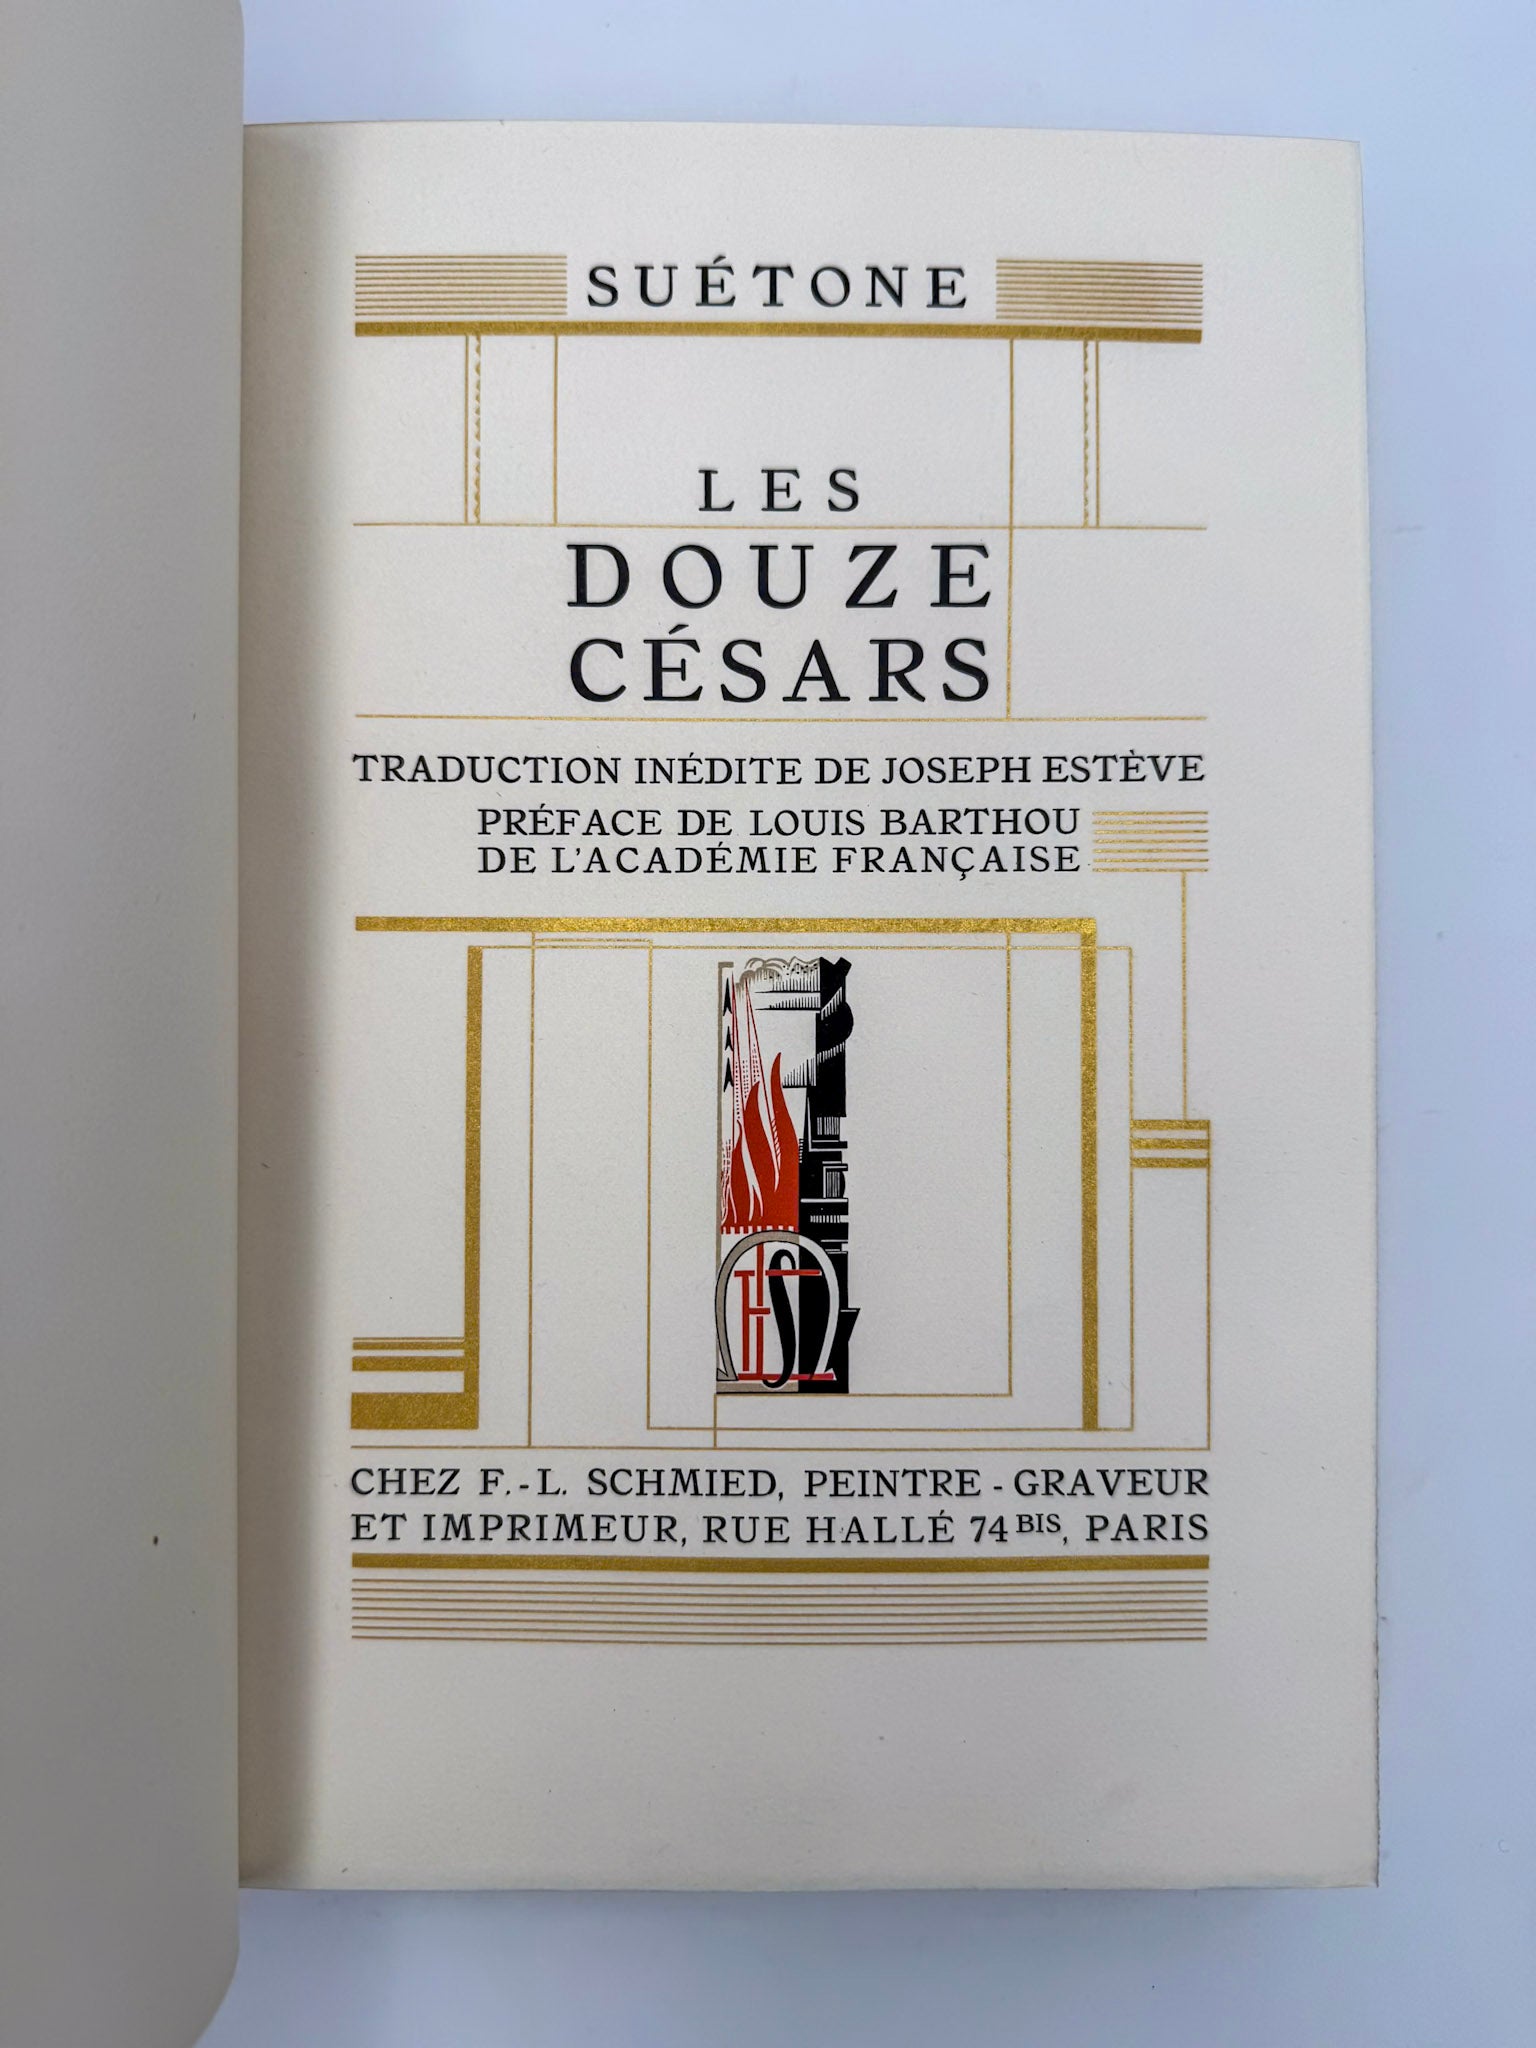 SUÉTONE
LES
DOUZE
CÉSARS
TRADUCTION INÉDITE DE JOSEPH ESTÈVE
PRÉFACE DE LOUIS BARTHOU
DE L'ACADÉMIE FRANÇAISE
CHEZ F.-L. SCHMIED, PEINTRE-GRAVEUR
ET IMPRIMEUR, RUE HALLÉ 74 BIS, PARIS